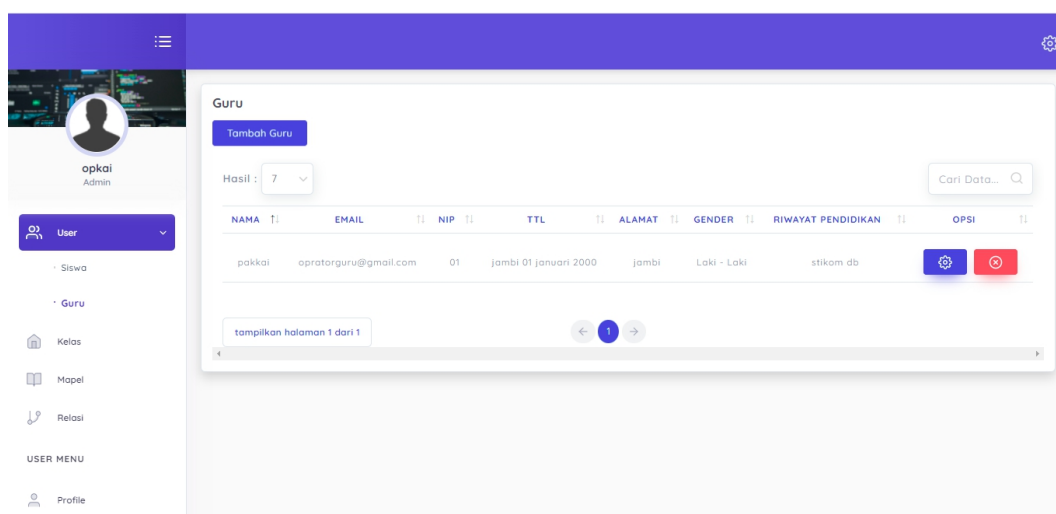 opkai
Admin
User
Siswa
Guru
Kelas
Mapel
Relasi
USER MENU
Profile
Guru
Tambah Guru
Hasil : 7
Cari Data...
NAMA EMAIL NIP TTL ALAMAT GENDER RIWAYAT PENDIDIKAN OPSI
pakkai opratorguru@gmail.com 01 jambi 01 januari 2000 jambi Laki - Laki stikom db
tampilkan halaman 1 dari 1
1